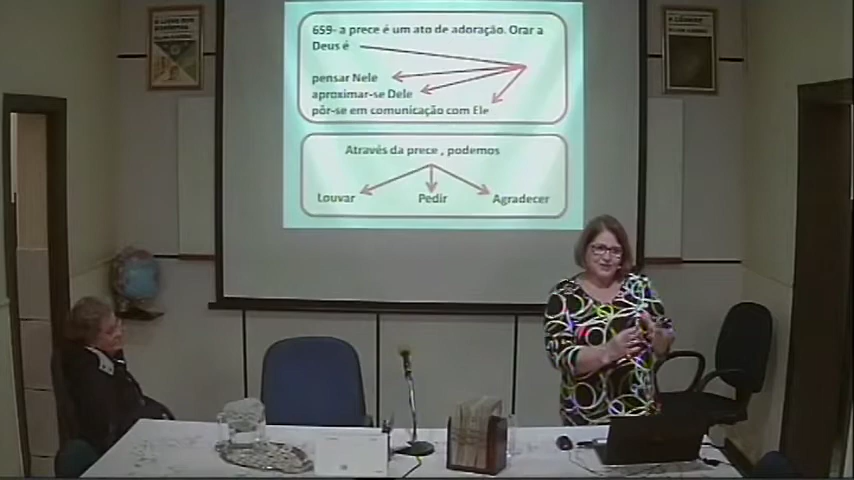 659- a prece é um ato de adoração. Orar a
Deus é
pensar Nele
aproximar-se Dele
pôr-se em comunicação com Ele
Através da prece , podemos
Louvar Pedir Agradecer